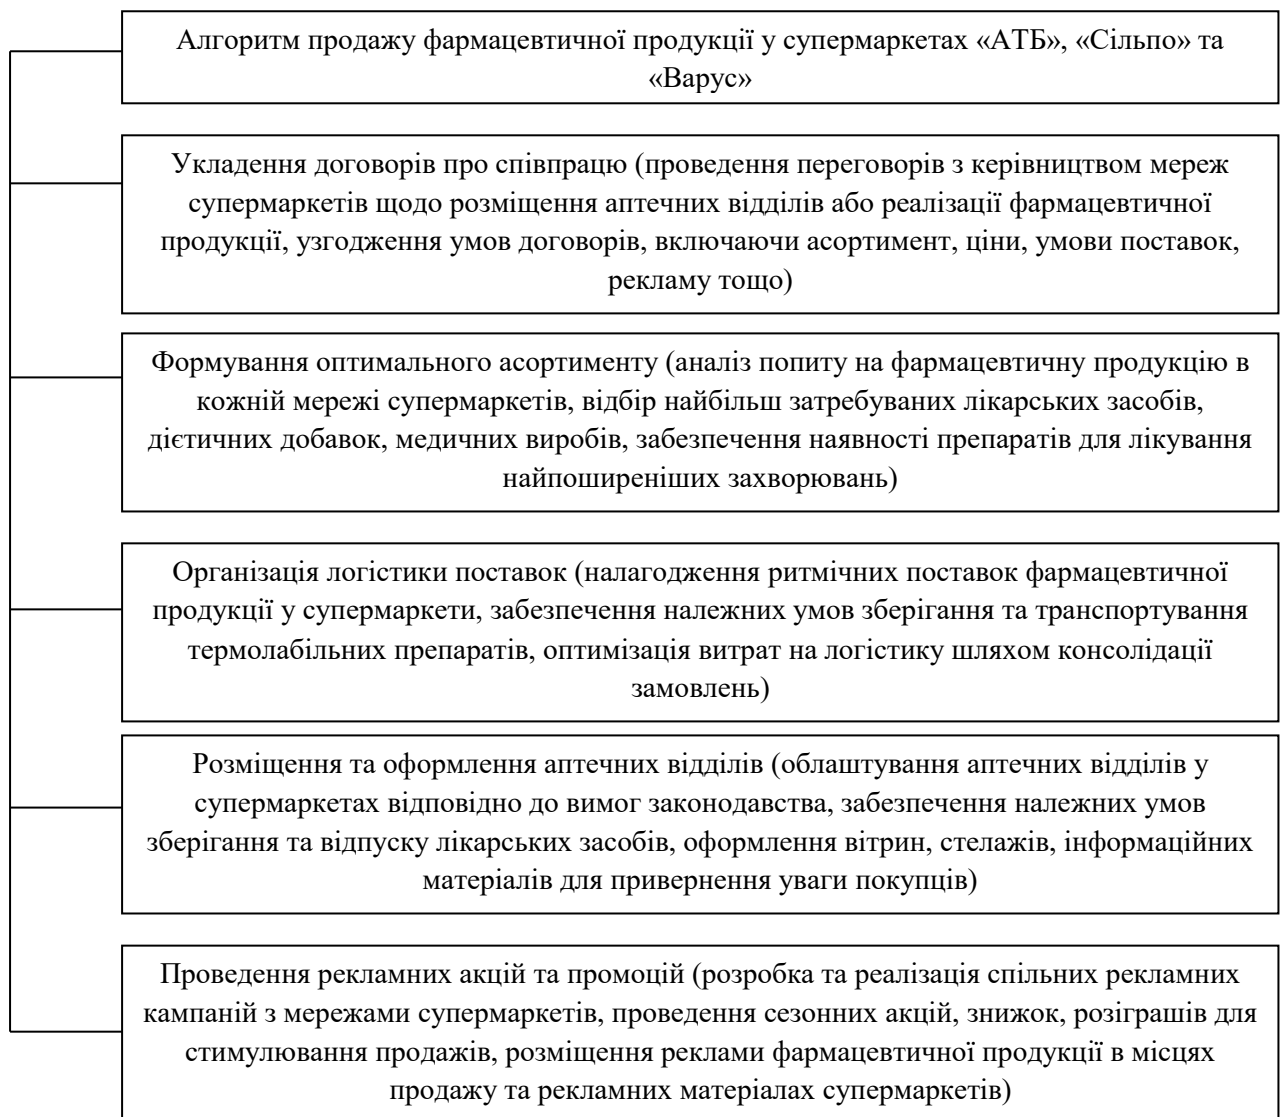 Алгоритм продажу фармацевтичної продукції у супермаркетах «АТБ», «Сільпо» та
«Варус»
Укладення договорів про співпрацю (проведення переговорів з керівництвом мереж
супермаркетів щодо розміщення аптечних відділів або реалізації фармацевтичної
продукції, узгодження умов договорів, включаючи асортимент, ціни, умови поставок,
рекламу тощо)
Формування оптимального асортименту (аналіз попиту на фармацевтичну продукцію в
кожній мережі супермаркетів, відбір найбільш затребуваних лікарських засобів,
дієтичних добавок, медичних виробів, забезпечення наявності препаратів для лікування
найпоширеніших захворювань)
Організація логістики поставок (налагодження ритмічних поставок фармацевтичної
продукції у супермаркети, забезпечення належних умов зберігання та транспортування
термолабільних препаратів, оптимізація витрат на логістику шляхом консолідації
замовлень)
Розміщення та оформлення аптечних відділів (облаштування аптечних відділів у
супермаркетах відповідно до вимог законодавства, забезпечення належних умов
зберігання та відпуску лікарських засобів, оформлення вітрин, стелажів, інформаційних
матеріалів для привернення уваги покупців)
Проведення рекламних акцій та промоцій (розробка та реалізація спільних рекламних
кампаній з мережами супермаркетів, проведення сезонних акцій, знижок, розіграшів для
стимулювання продажів, розміщення реклами фармацевтичної продукції в місцях
продажу та рекламних матеріалах супермаркетів)